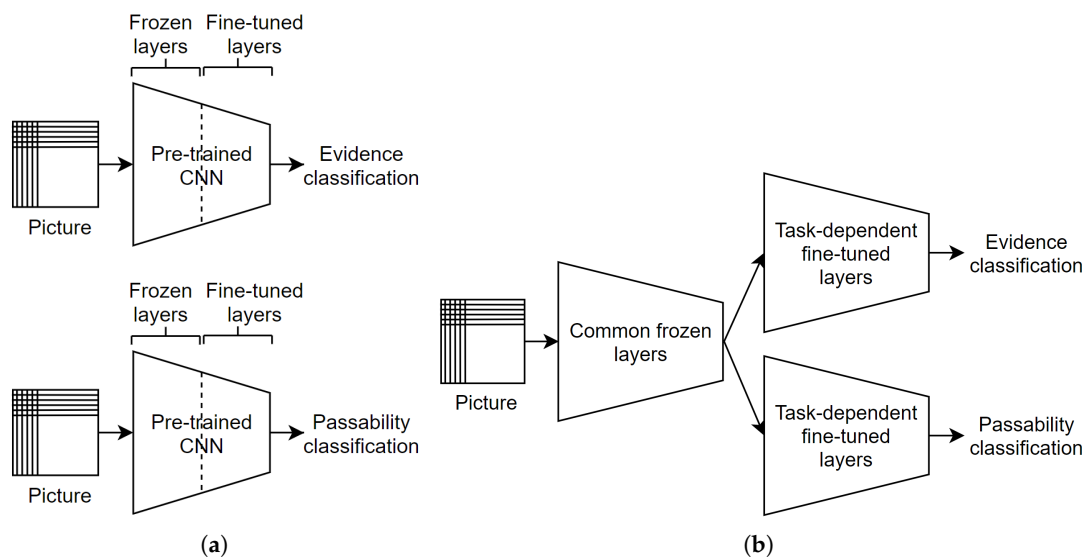 Frozen
layers
Fine-tuned
layers
Picture
Pre-trained
CNN
Evidence
classification
Frozen
layers
Fine-tuned
layers
Picture
Pre-trained
CNN
Passability
classification
(a)
Picture
Common frozen
layers
Task-dependent
fine-tuned
layers
Evidence
classification
Task-dependent
fine-tuned
layers
Passability
classification
(b)